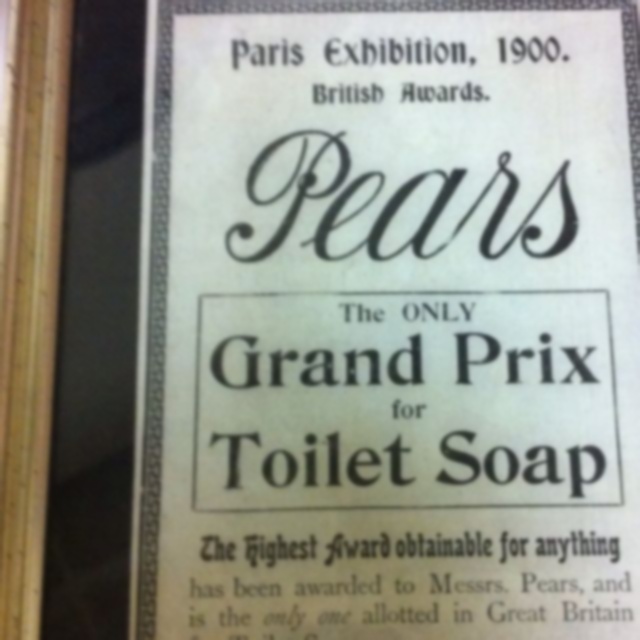 Paris Exhibition, 1900.
British Awards.
Pears
The ONLY
Grand Prix
for
Toilet Soap
The Highest Award obtainable for anything
has been awarded to Messrs. Pears, and
is the only one allotted in Great Britain